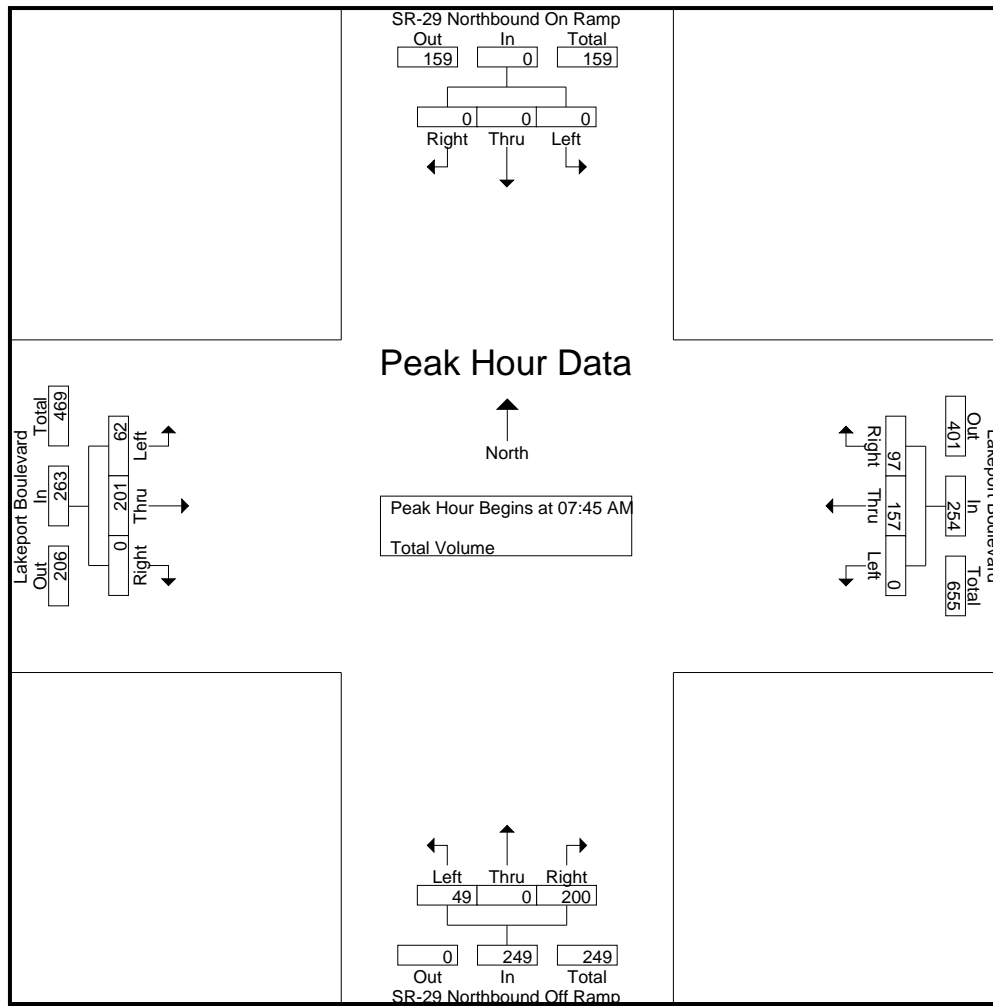 SR-29 Northbound On Ramp
Out In Total
159 0 159
0 0 0
Right Thru Left
Peak Hour Data
North
Peak Hour Begins at 07:45 AM
Total Volume
Lakeport Boulevard
Out In Total
206 263 469
Left Thru Right
62 201 0
Lakeport Boulevard
Out In Total
401 254 655
Right Thru Left
97 157 0
Left Thru Right
49 0 200
0 249 249
Out In Total
SR-29 Northbound Off Ramp